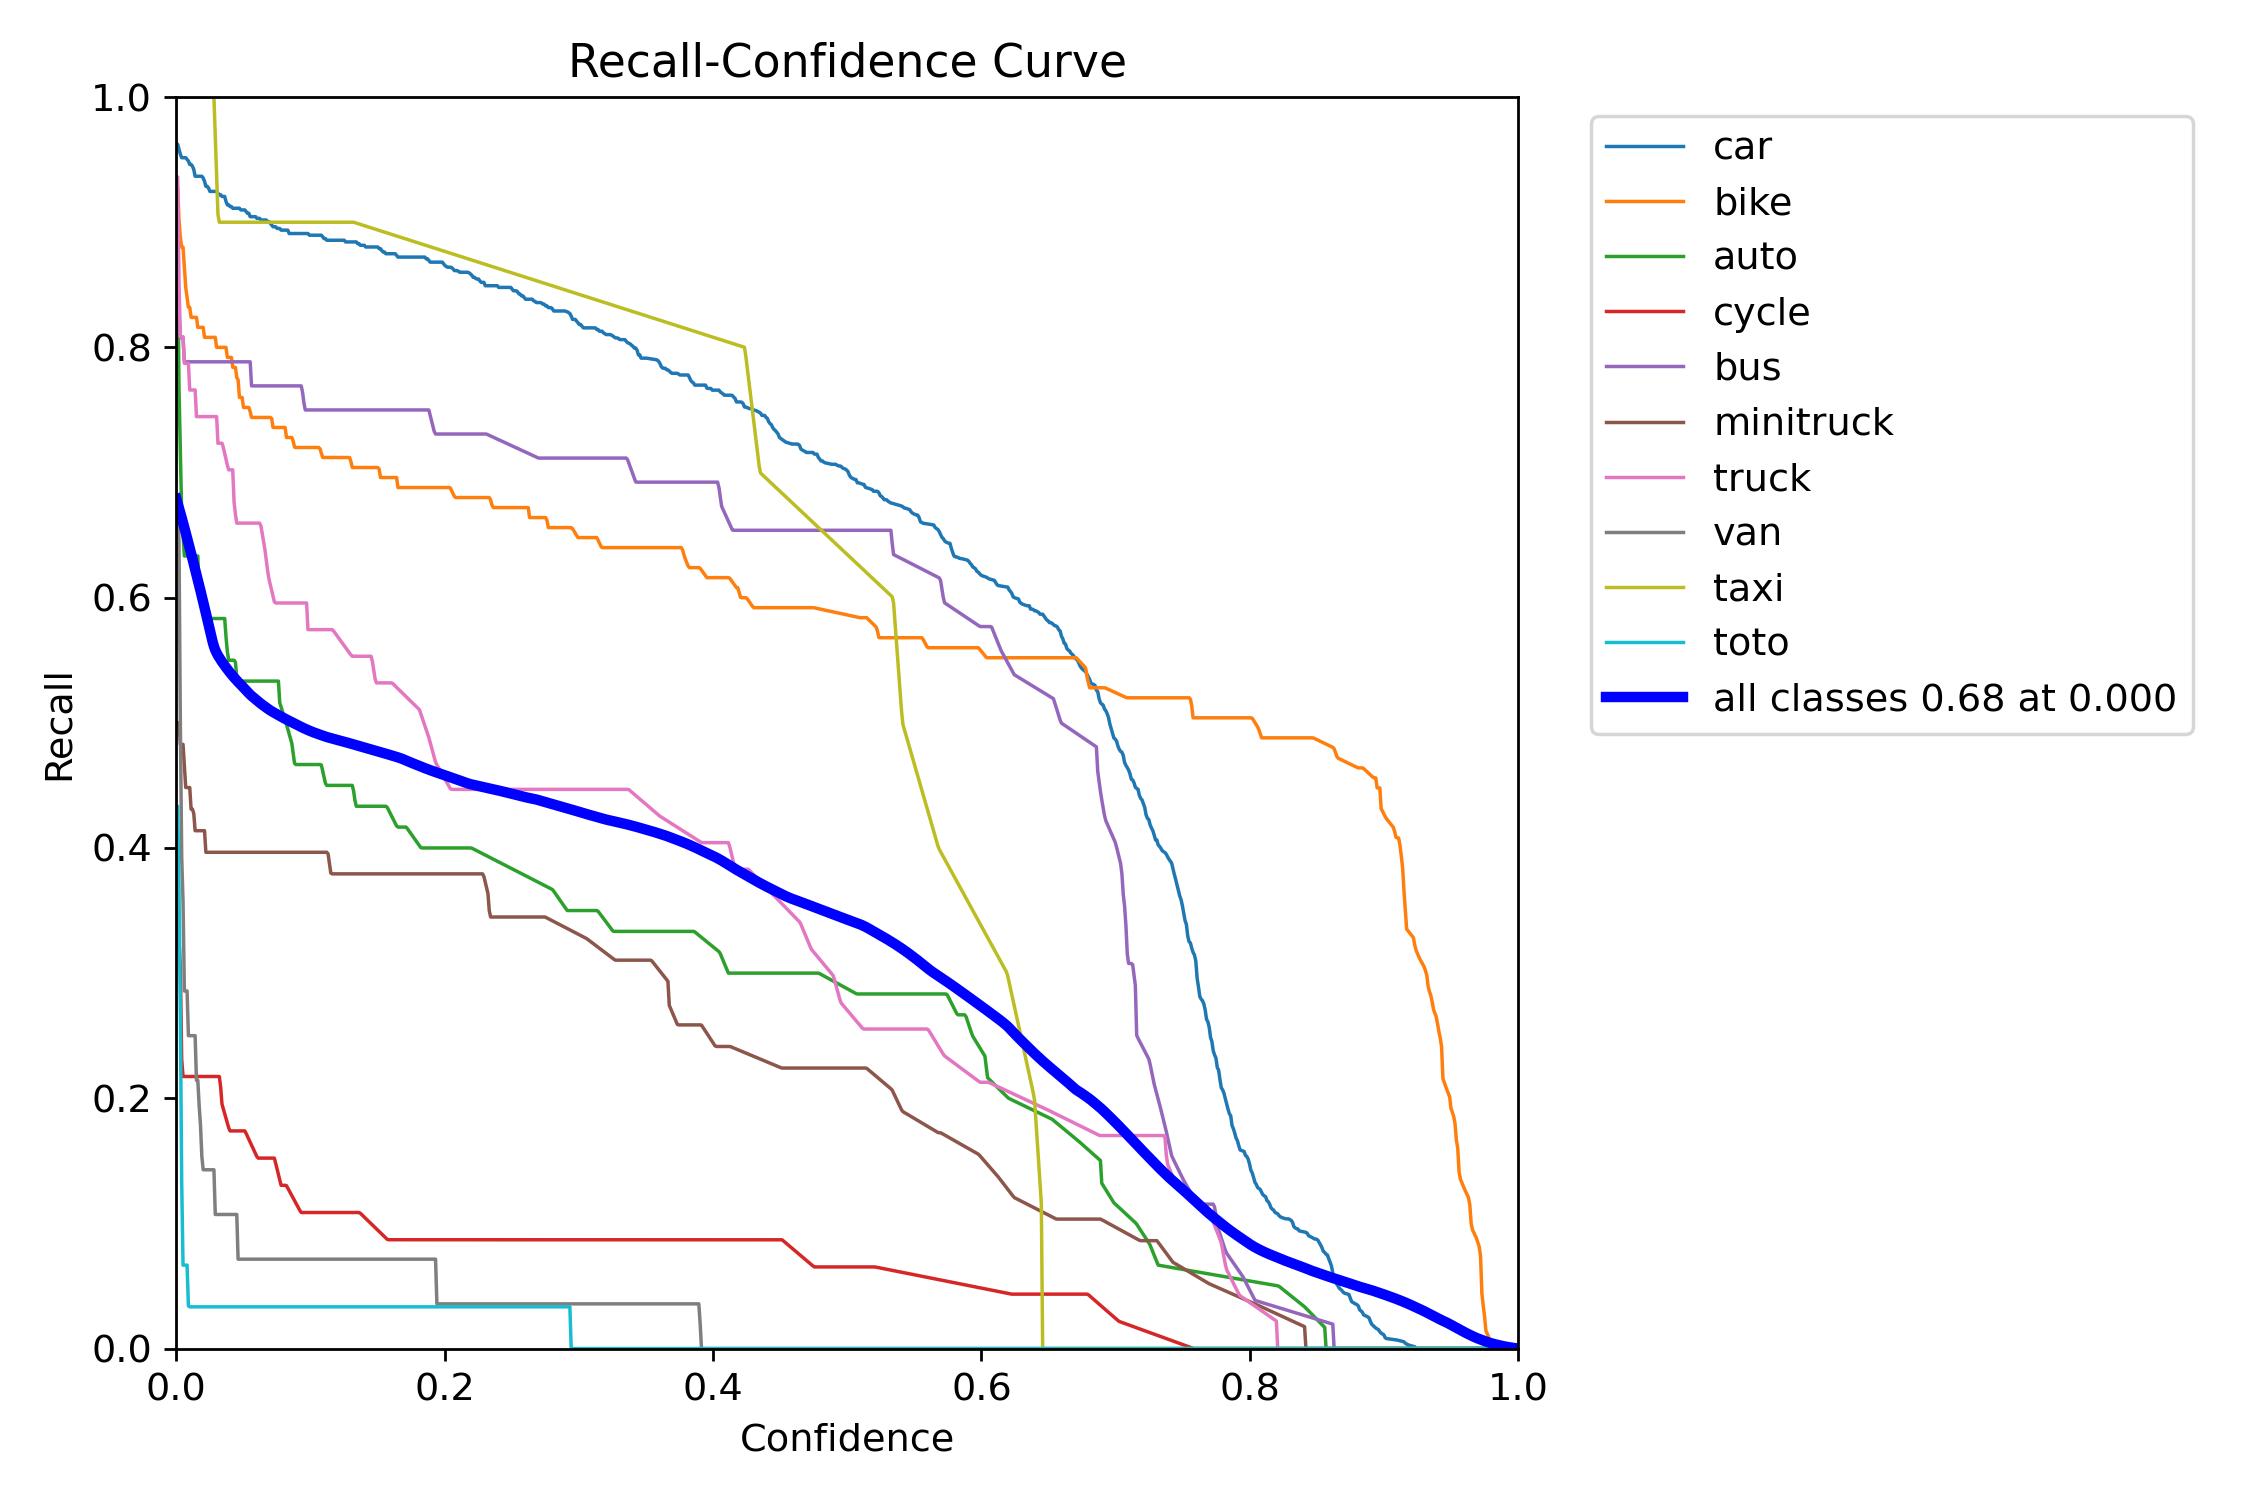 Recall-Confidence Curve
1.0
0.8
0.6
0.4
0.2
0.0
Recall
0.0 0.2 0.4 0.6 0.8 1.0
Confidence
car
bike
auto
cycle
bus
minitruck
truck
van
taxi
toto
all classes 0.68 at 0.000